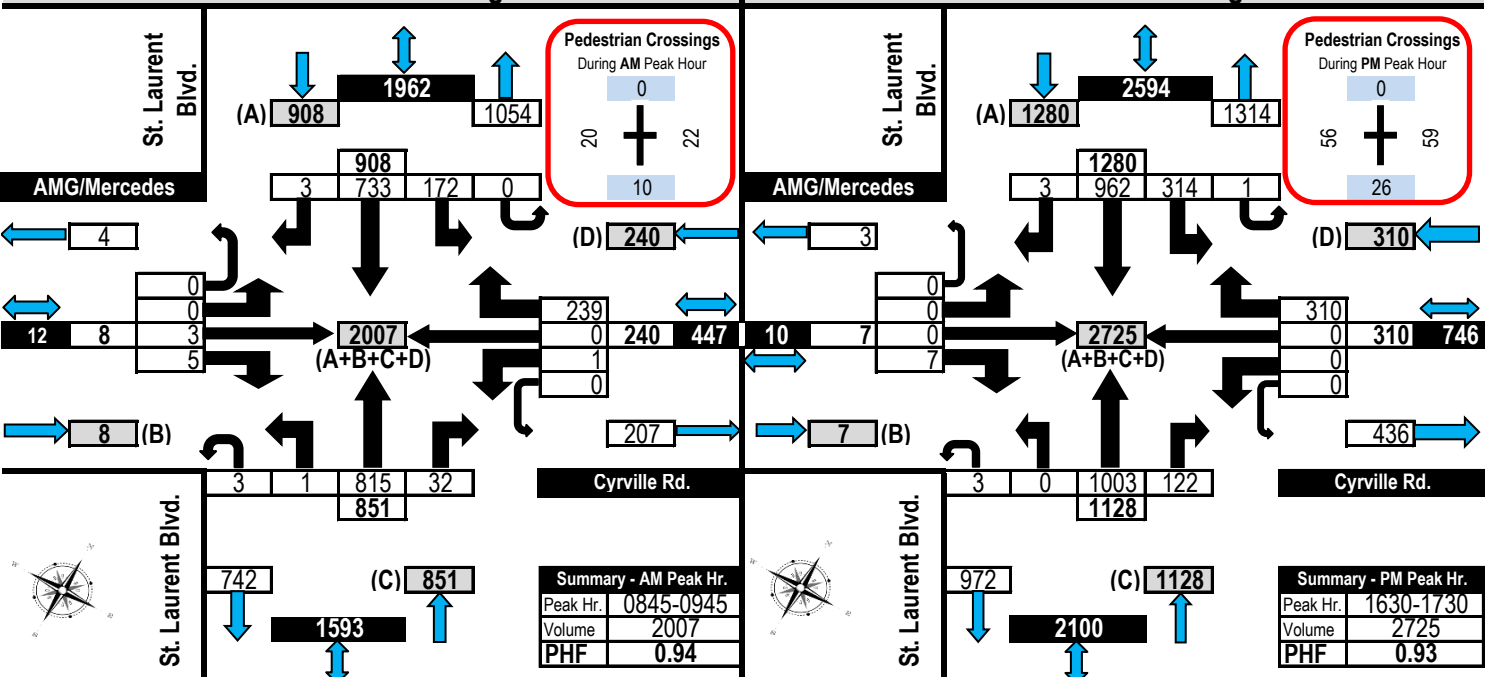 St. Laurent
Blvd.
1962
(A) 908
1054
Pedestrian Crossings
During AM Peak Hour
0
20
22
10
908
3 733 172 0
AMG/Mercedes
4
(D) 240
0
0
12 8 3
5
2007
(A+B+C+D)
239
0 240 447
1
0
8 (B)
207
3 1 815 32
851
Cyrville Rd.
St. Laurent Blvd.
742
(C) 851
1593
Summary - AM Peak Hr.
Peak Hr. 0845-0945
Volume 2007
PHF 0.94
St. Laurent
Blvd.
2594
(A) 1280
1314
Pedestrian Crossings
During PM Peak Hour
0
56
59
26
1280
3 962 314 1
AMG/Mercedes
3
(D) 310
0
0
10 7 0
7
2725
(A+B+C+D)
310
0 310 746
0
0
7 (B)
436
3 0 1003 122
1128
Cyrville Rd.
St. Laurent Blvd.
972
(C) 1128
2100
Summary - PM Peak Hr.
Peak Hr. 1630-1730
Volume 2725
PHF 0.93